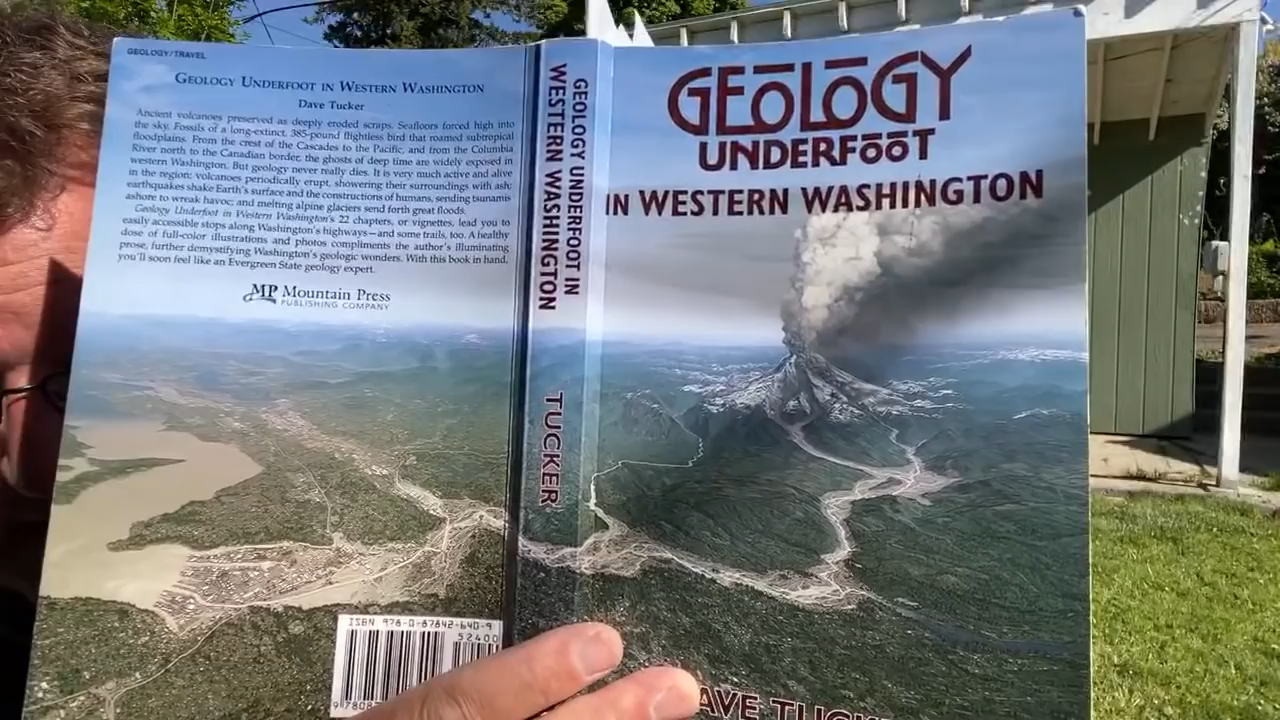 GEOLOGY/TRAVEL
GEOLOGY UNDERFOOT IN WESTERN WASHINGTON
Dave Tucker
Ancient volcanoes preserved as deeply eroded scraps. Seafloors forced high into
the sky. Fossils of a long-extinct, 385-pound flightless bird that roamed subtropical
floodplains. From the crest of the Cascades to the Pacific, and from the Columbia
River north to the Canadian border, the ghosts of deep time are widely exposed in
western Washington. But geology never really dies. It is very much active and alive
in the region: volcanoes periodically erupt, showering their surroundings with ash;
earthquakes shake Earth's surface and the constructions of humans, sending tsunamis
ashore to wreak havoc; and melting alpine glaciers send forth great floods.
Geology Underfoot in Western Washington's 22 chapters, or vignettes, lead you to
easily accessible stops along Washington's highways—and some trails, too. A healthy
dose of full-color illustrations and photos compliments the author's illuminating
prose, further demystifying Washington's geologic wonders. With this book in hand,
you'll soon feel like an Evergreen State geology expert.
MP Mountain Press
PUBLISHING COMPANY
ISBN 978-0-87842-640-9
52400
9 7808
GEOLOGY UNDERFOOT IN
WESTERN WASHINGTON
TUCKER
GEōLōGY
UNDERFōōT
IN WESTERN WASHINGTON
AVE TUCKE